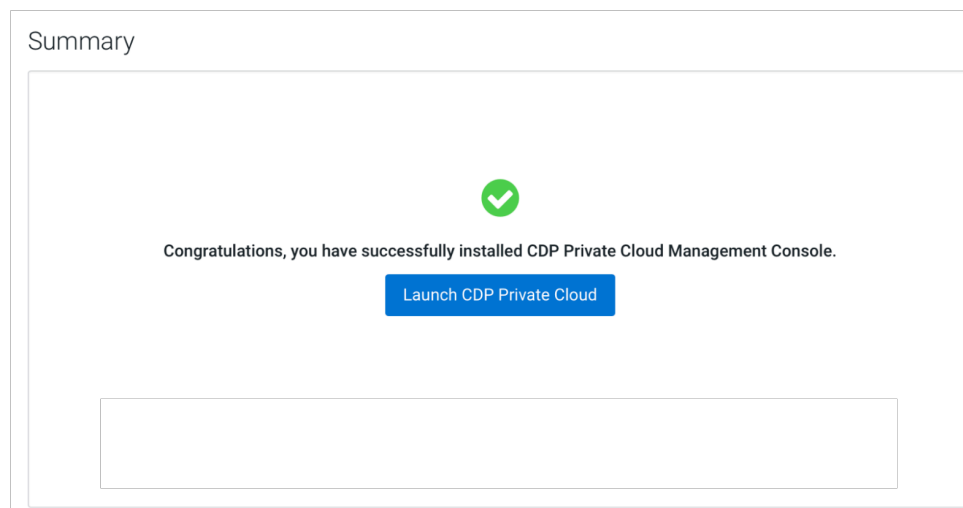 Summary
Congratulations, you have successfully installed CDP Private Cloud Management Console.
Launch CDP Private Cloud